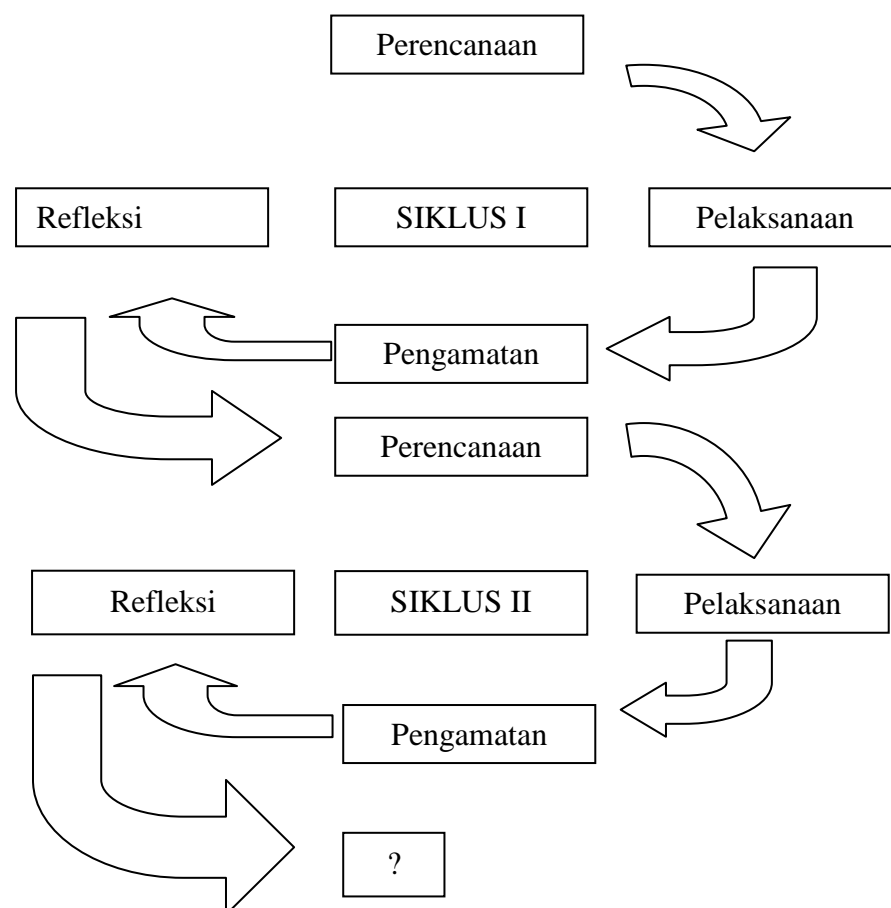 Perencanaan
Refleksi
SIKLUS I
Pelaksanaan
Pengamatan
Perencanaan
Refleksi
SIKLUS II
Pelaksanaan
Pengamatan
?